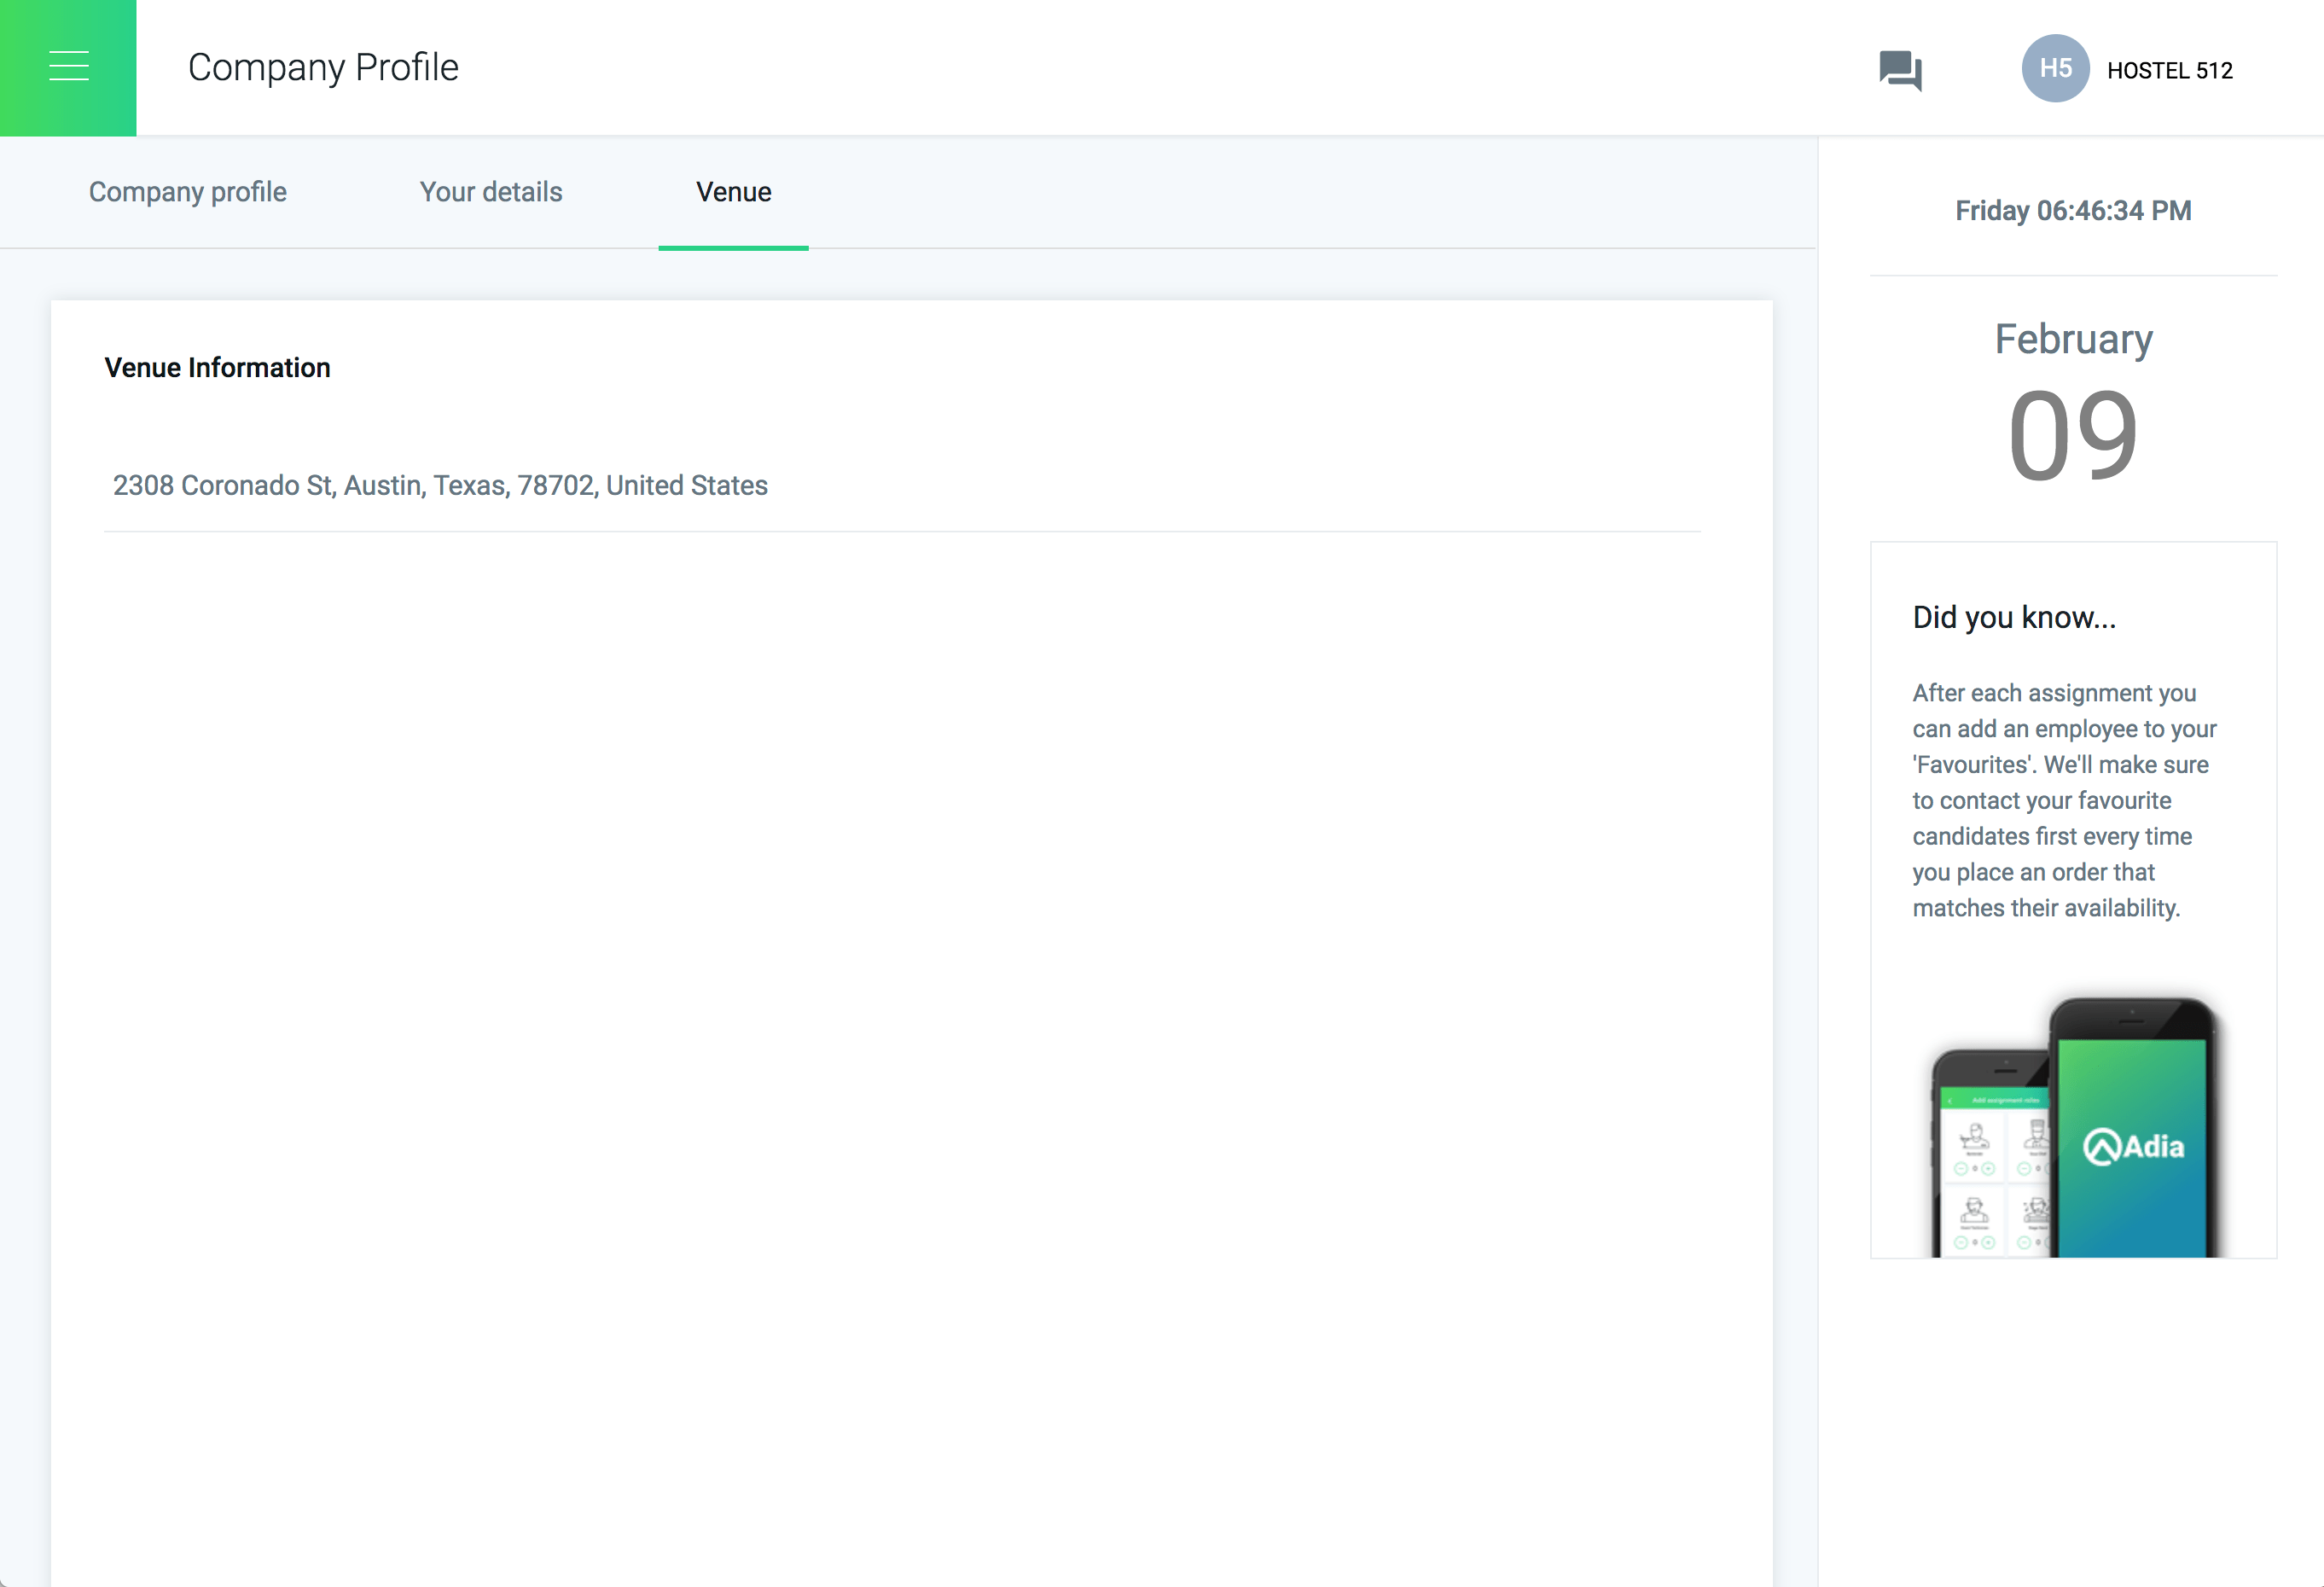 Company Profile
H5 HOSTEL 512
Company profile
Your details
Venue
Venue Information
2308 Coronado St, Austin, Texas, 78702, United States
Friday 06:46:34 PM
February
09
Did you know...
After each assignment you
can add an employee to your
'Favourites'. We'll make sure
to contact your favourite
candidates first every time
you place an order that
matches their availability.
Add assignment roles
Adia